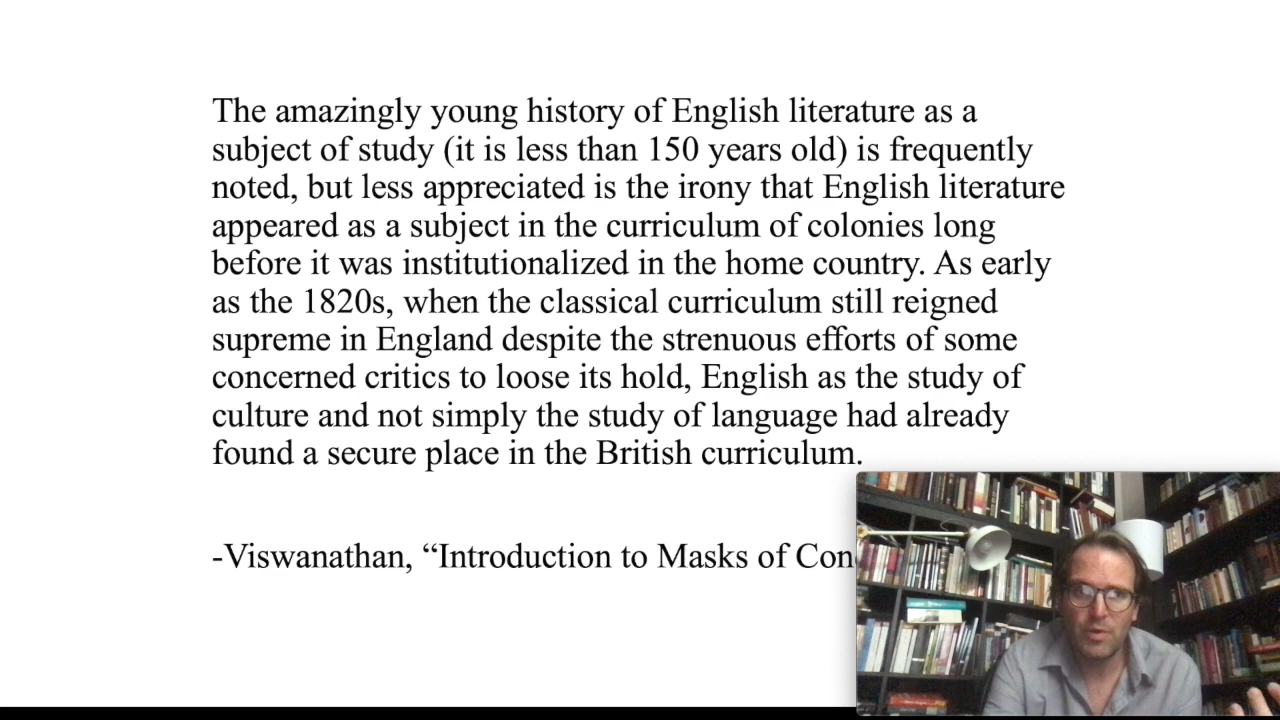 The amazingly young history of English literature as a
subject of study (it is less than 150 years old) is frequently
noted, but less appreciated is the irony that English literature
appeared as a subject in the curriculum of colonies long
before it was institutionalized in the home country. As early
as the 1820s, when the classical curriculum still reigned
supreme in England despite the strenuous efforts of some
concerned critics to loose its hold, English as the study of
culture and not simply the study of language had already
found a secure place in the British curriculum.
-Viswanathan, “Introduction to Masks of